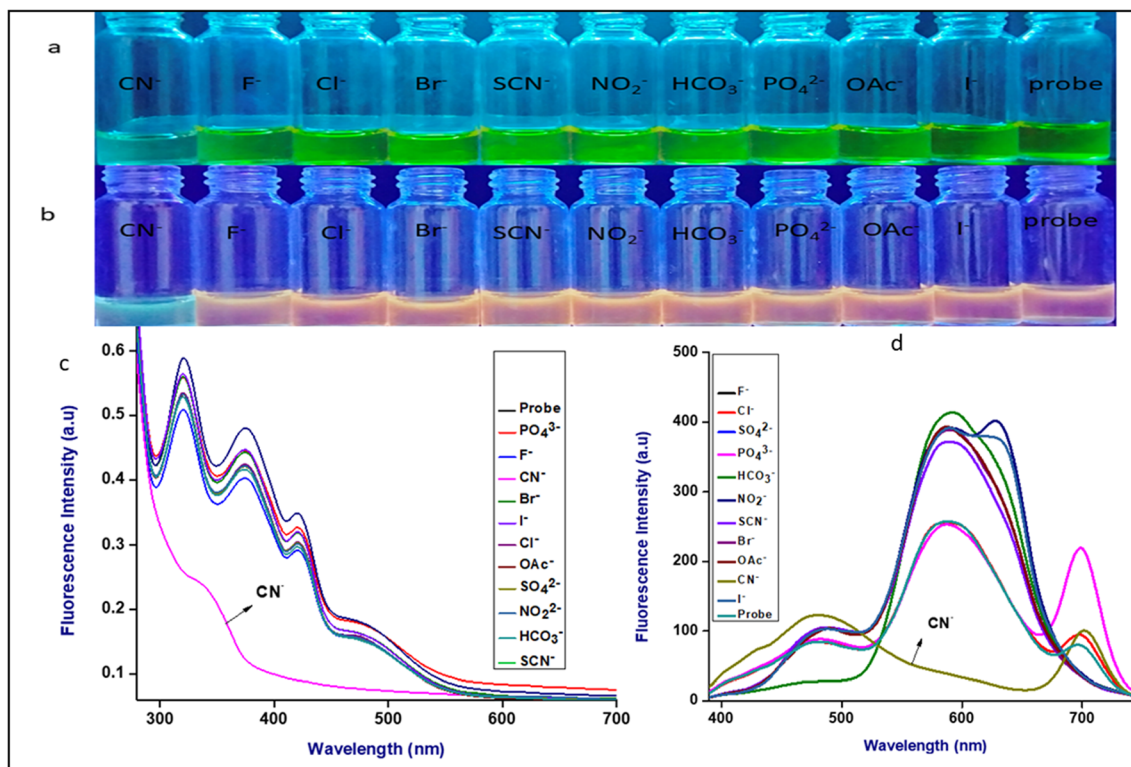 a
CN⁻ F⁻ Cl⁻ Br⁻ SCN⁻ NO₂⁻ HCO₃⁻ PO₄²⁻ OAc⁻ I⁻ probe
b
CN⁻ F⁻ Cl⁻ Br⁻ SCN⁻ NO₂⁻ HCO₃⁻ PO₄²⁻ OAc⁻ I⁻ probe
c
Fluorescence Intensity (a.u)
0.6
0.5
0.4
0.3
0.2
0.1
CN⁻
Probe
PO₄³⁻
F⁻
CN⁻
Br⁻
I⁻
Cl⁻
OAc⁻
SO₄²⁻
NO₂²⁻
HCO₃⁻
SCN⁻
300 400 500 600 700
Wavelength (nm)
d
Fluorescence Intensity (a.u)
500
400
300
200
100
0
F⁻
Cl⁻
SO₄²⁻
PO₄³⁻
HCO₃⁻
NO₂⁻
SCN⁻
Br⁻
OAc⁻
CN⁻
I⁻
Probe
CN⁻
400 500 600 700
Wavelength (nm)